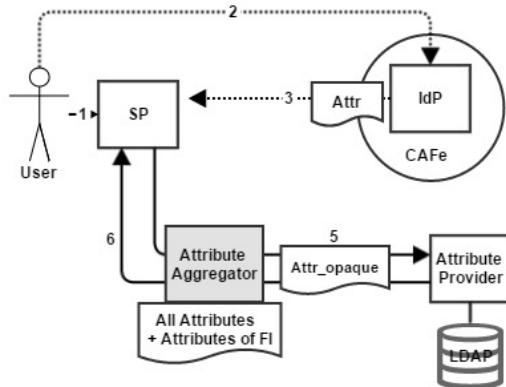 2
1
SP
3
Attr
IdP
CAFe
User
6
5
Attribute
Aggregator
Attr_opaque
Attribute
Provider
All Attributes
+ Attributes of FI
LDAP